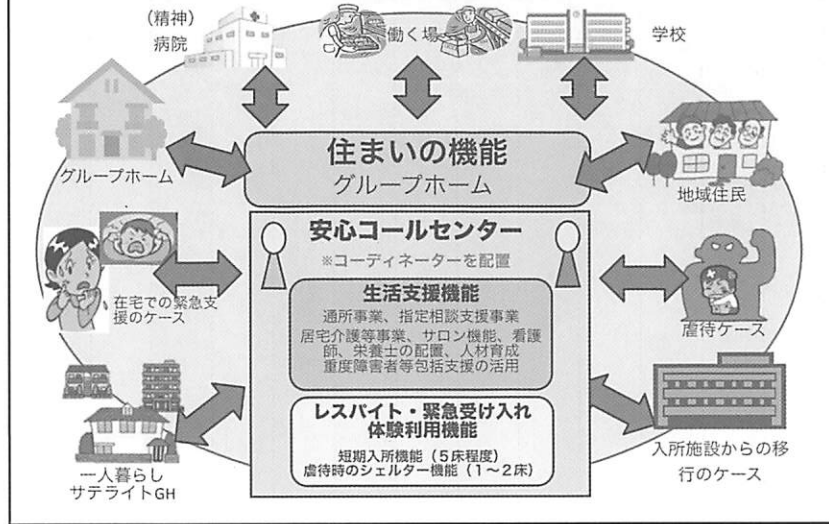 (精神)
病院
働く場
学校
住まいの機能
グループホーム
グループホーム
地域住民
安心コールセンター
※コーディネーターを配置
在宅での緊急支
援のケース
生活支援機能
通所事業、指定相談支援事業
居宅介護等事業、サロン機能、看護
師、栄養士の配置、人材育成
重度障害者等包括支援の活用
虐待ケース
レスパイト・緊急受け入れ
体験利用機能
短期入所機能(5床程度)
虐待時のシェルター機能(1~2床)
一人暮らし
サテライトGH
入所施設からの移
行のケース